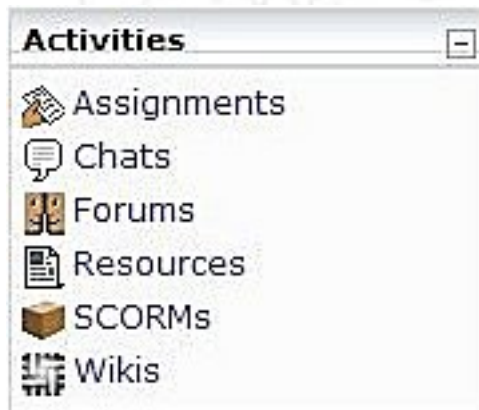 Activities
Assignments
Chats
Forums
Resources
SCORMs
Wikis